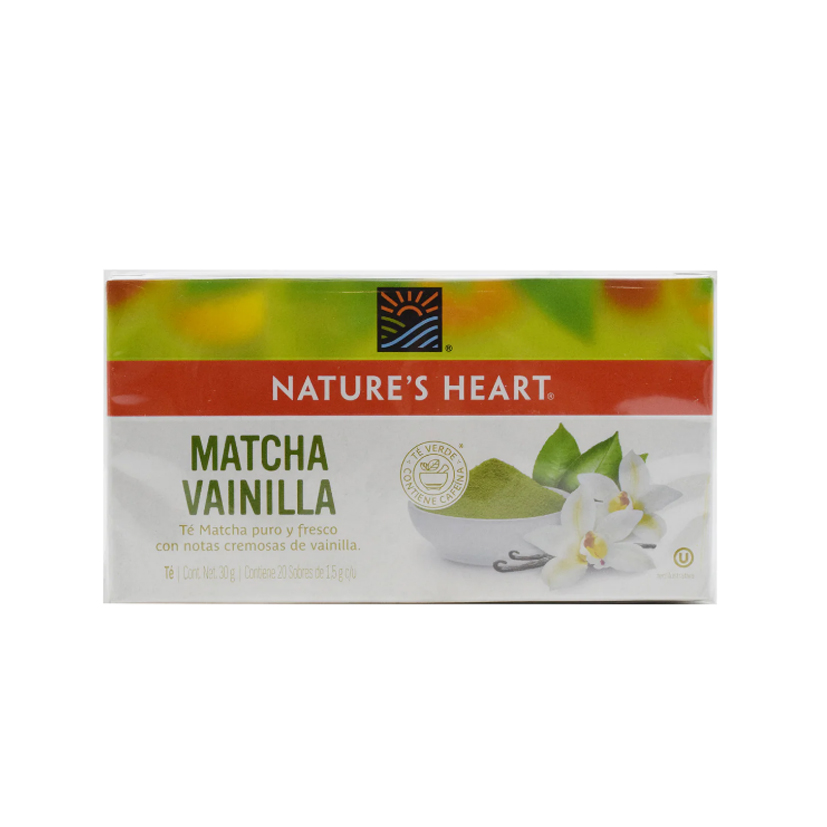 NATURE'S HEART®
MATCHA
VAINILLA
Té Matcha puro y fresco
con notas cremosas de vainilla.
Té | Cont. Net. 30 g | Contiene 20 Sobres de 1.5 g c/u
TÉ VERDE
CONTIENE CAFEÍNA
U